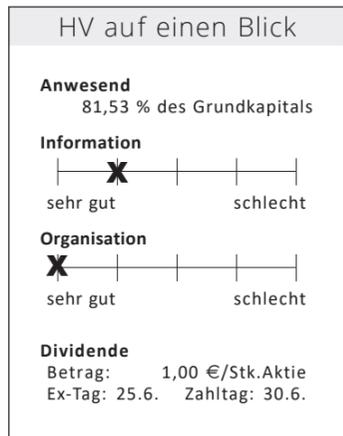 HV auf einen Blick
Anwesend
81,53 % des Grundkapitals
Information
X
sehr gut schlecht
Organisation
X
sehr gut schlecht
Dividende
Betrag: 1,00 €/Stk.Aktie
Ex-Tag: 25.6. Zahltag: 30.6.